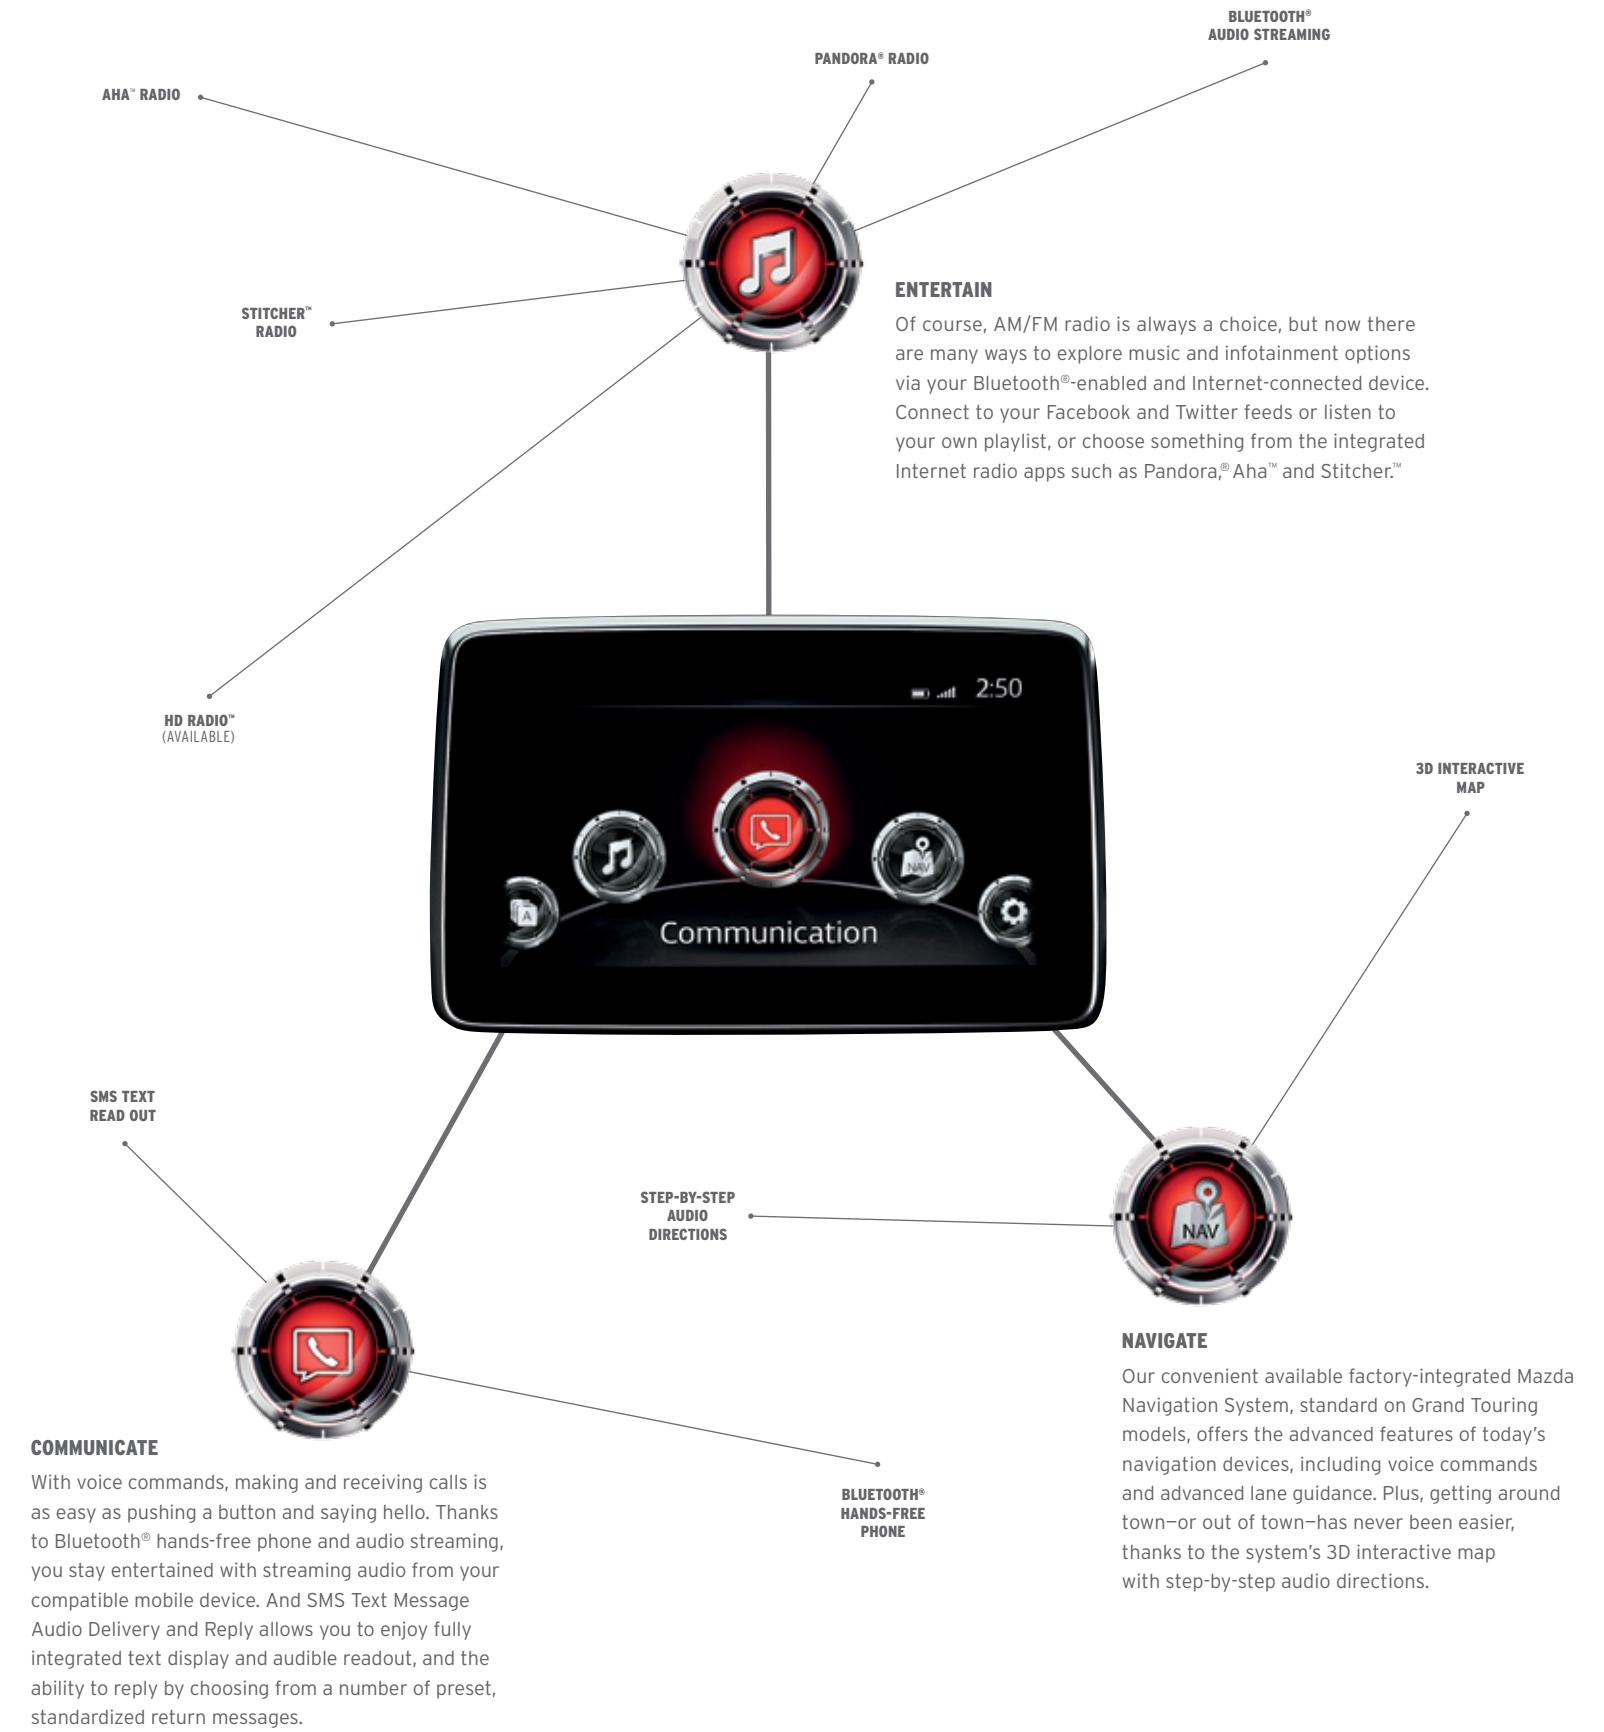 BLUETOOTH®
AUDIO STREAMING
PANDORA® RADIO
AHA™ RADIO
STITCHER™
RADIO
ENTERTAIN
Of course, AM/FM radio is always a choice, but now there
are many ways to explore music and infotainment options
via your Bluetooth®-enabled and Internet-connected device.
Connect to your Facebook and Twitter feeds or listen to
your own playlist, or choose something from the integrated
Internet radio apps such as Pandora,® Aha™ and Stitcher.™
HD RADIO™
(AVAILABLE)
2:50
NAV
A
Communication
3D INTERACTIVE
MAP
SMS TEXT
READ OUT
STEP-BY-STEP
AUDIO
DIRECTIONS
NAV
NAVIGATE
Our convenient available factory-integrated Mazda
Navigation System, standard on Grand Touring
models, offers the advanced features of today's
navigation devices, including voice commands
and advanced lane guidance. Plus, getting around
town—or out of town—has never been easier,
thanks to the system's 3D interactive map
with step-by-step audio directions.
COMMUNICATE
With voice commands, making and receiving calls is
as easy as pushing a button and saying hello. Thanks
to Bluetooth® hands-free phone and audio streaming,
you stay entertained with streaming audio from your
compatible mobile device. And SMS Text Message
Audio Delivery and Reply allows you to enjoy fully
integrated text display and audible readout, and the
ability to reply by choosing from a number of preset,
standardized return messages.
BLUETOOTH®
HANDS-FREE
PHONE